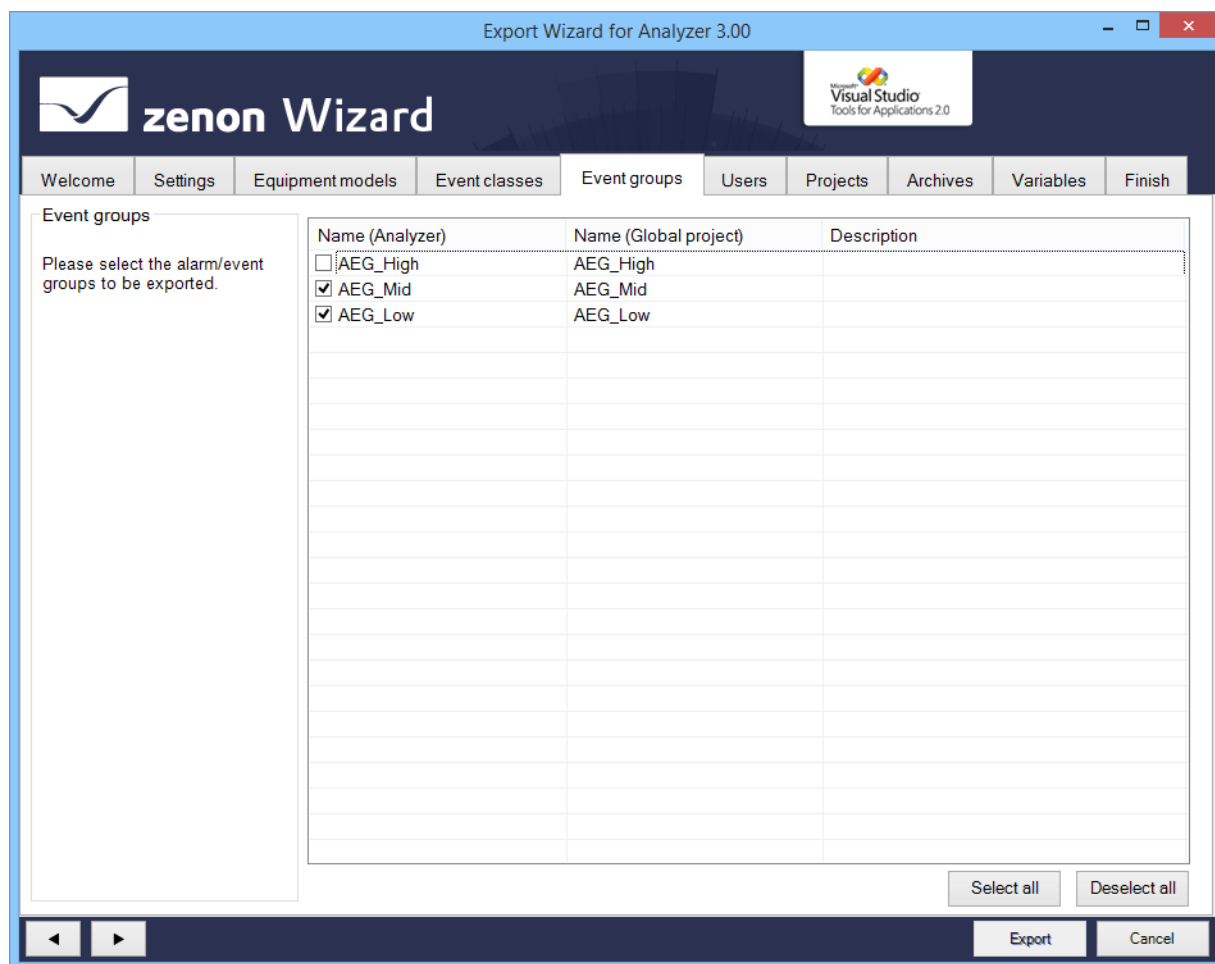 Export Wizard for Analyzer 3.00
zenon Wizard
Microsoft
Visual Studio
Tools for Applications 2.0
Welcome Settings Equipment models Event classes Event groups Users Projects Archives Variables Finish
Event groups
Please select the alarm/event
groups to be exported.
Name (Analyzer) Name (Global project) Description
AEG_High AEG_High
AEG_Mid AEG_Mid
AEG_Low AEG_Low
Select all Deselect all
Export Cancel